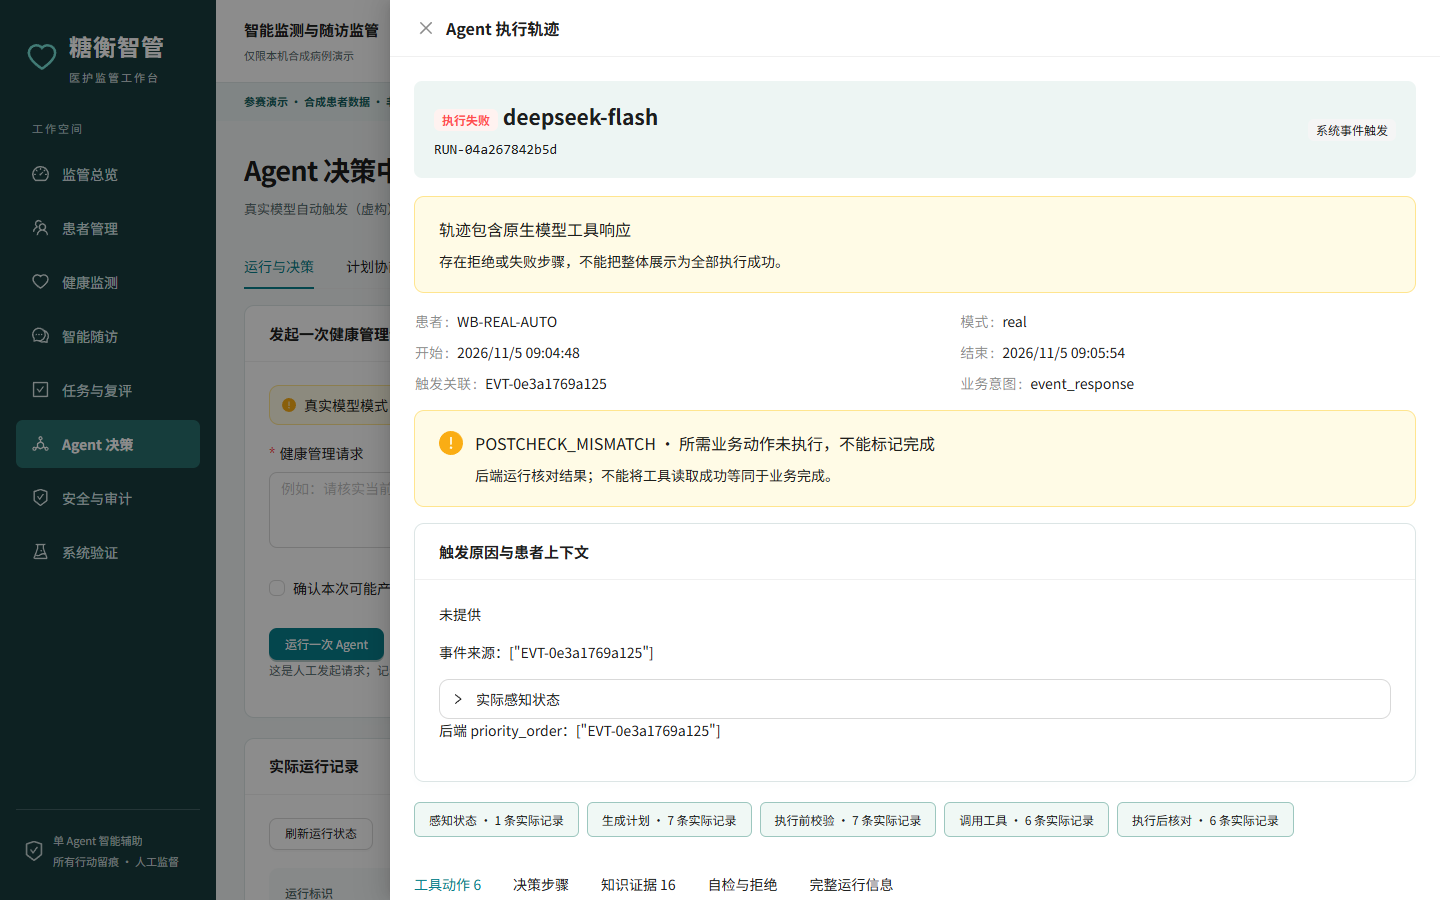 糖衡智管
医护监管工作台
工作空间
监管总览
患者管理
健康监测
智能随访
任务与复评
Agent 决策
安全与审计
系统验证
单 Agent 智能辅助
所有行动留痕 · 人工监督
智能监测与随访监管
仅限本机合成病例演示
参赛演示 · 合成患者数据 ·
Agent 决策中
真实模型自动触发（虚构
运行与决策
计划协
发起一次健康管理
真实模型模式
* 健康管理请求
例如：请核实当前
确认本次可能产
运行一次 Agent
这是人工发起请求；记
实际运行记录
刷新运行状态
运行标识
Agent 执行轨迹
执行失败 deepseek-flash
RUN-04a267842b5d
系统事件触发
轨迹包含原生模型工具响应
存在拒绝或失败步骤，不能把整体展示为全部执行成功。
患者：WB-REAL-AUTO
模式：real
开始：2026/11/5 09:04:48
结束：2026/11/5 09:05:54
触发关联：EVT-0e3a1769a125
业务意图：event_response
POSTCHECK_MISMATCH · 所需业务动作未执行，不能标记完成
后端运行核对结果；不能将工具读取成功等同于业务完成。
触发原因与患者上下文
未提供
事件来源：["EVT-0e3a1769a125"]
实际感知状态
后端 priority_order：["EVT-0e3a1769a125"]
感知状态 · 1 条实际记录
生成计划 · 7 条实际记录
执行前校验 · 7 条实际记录
调用工具 · 6 条实际记录
执行后核对 · 6 条实际记录
工具动作 6
决策步骤
知识证据 16
自检与拒绝
完整运行信息